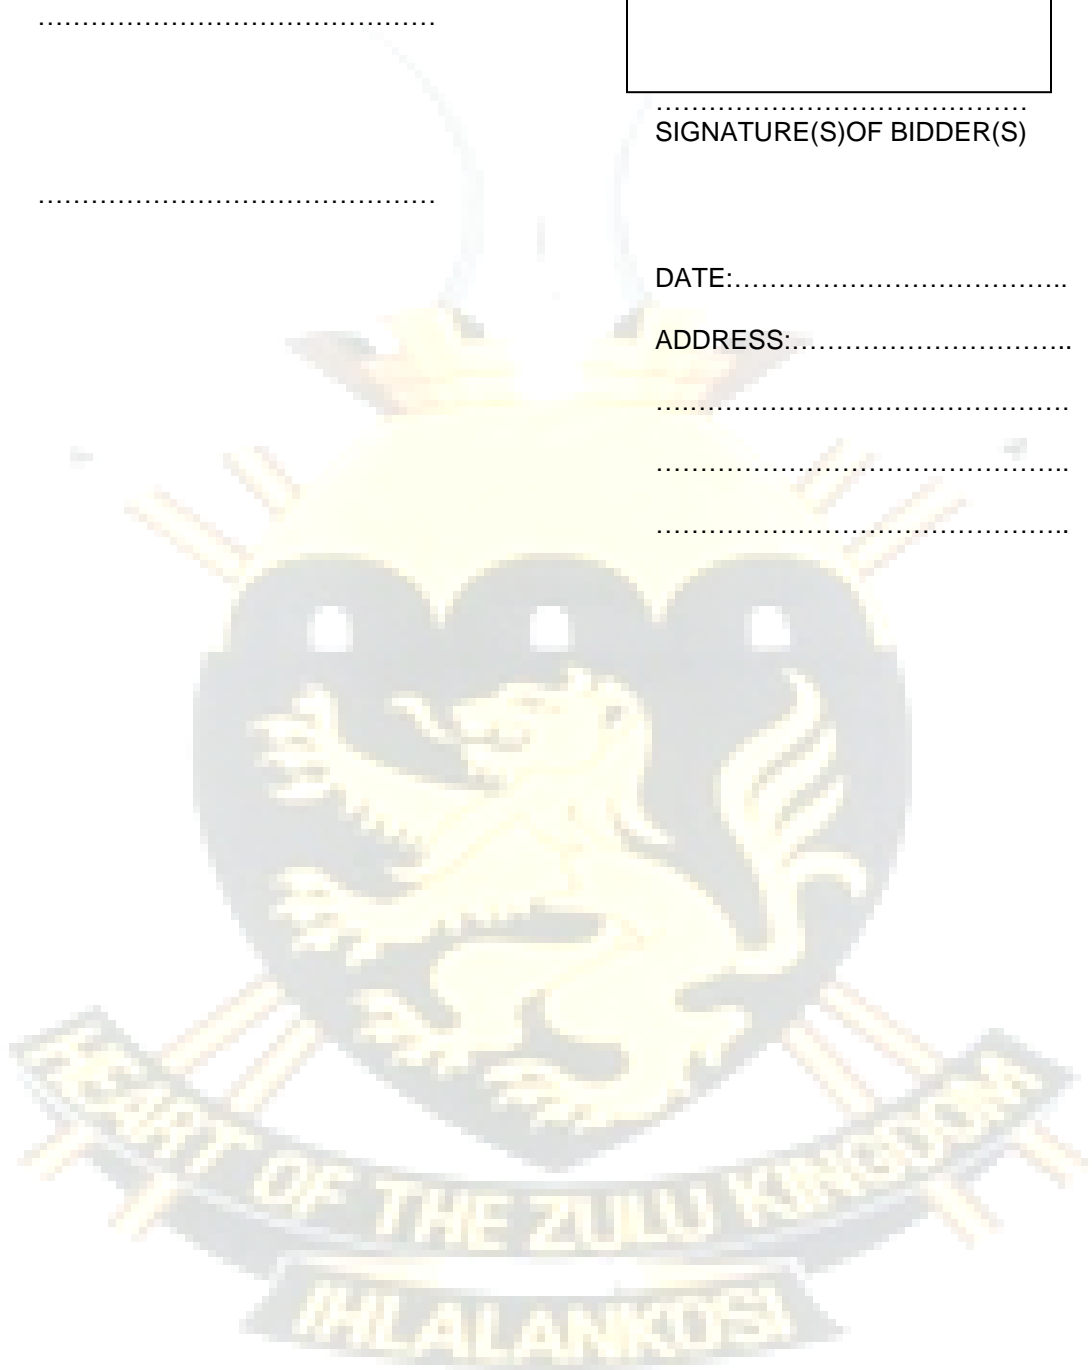 …………………………………………
…………………………………………
SIGNATURE(S)OF BIDDER(S)
…………………………………………
DATE:………………………………..
ADDRESS:…………………………..
…..……………………………………
………………………………………..
………………………………………..
HEART OF THE ZULU KINGDOM
IHLALANKOSI